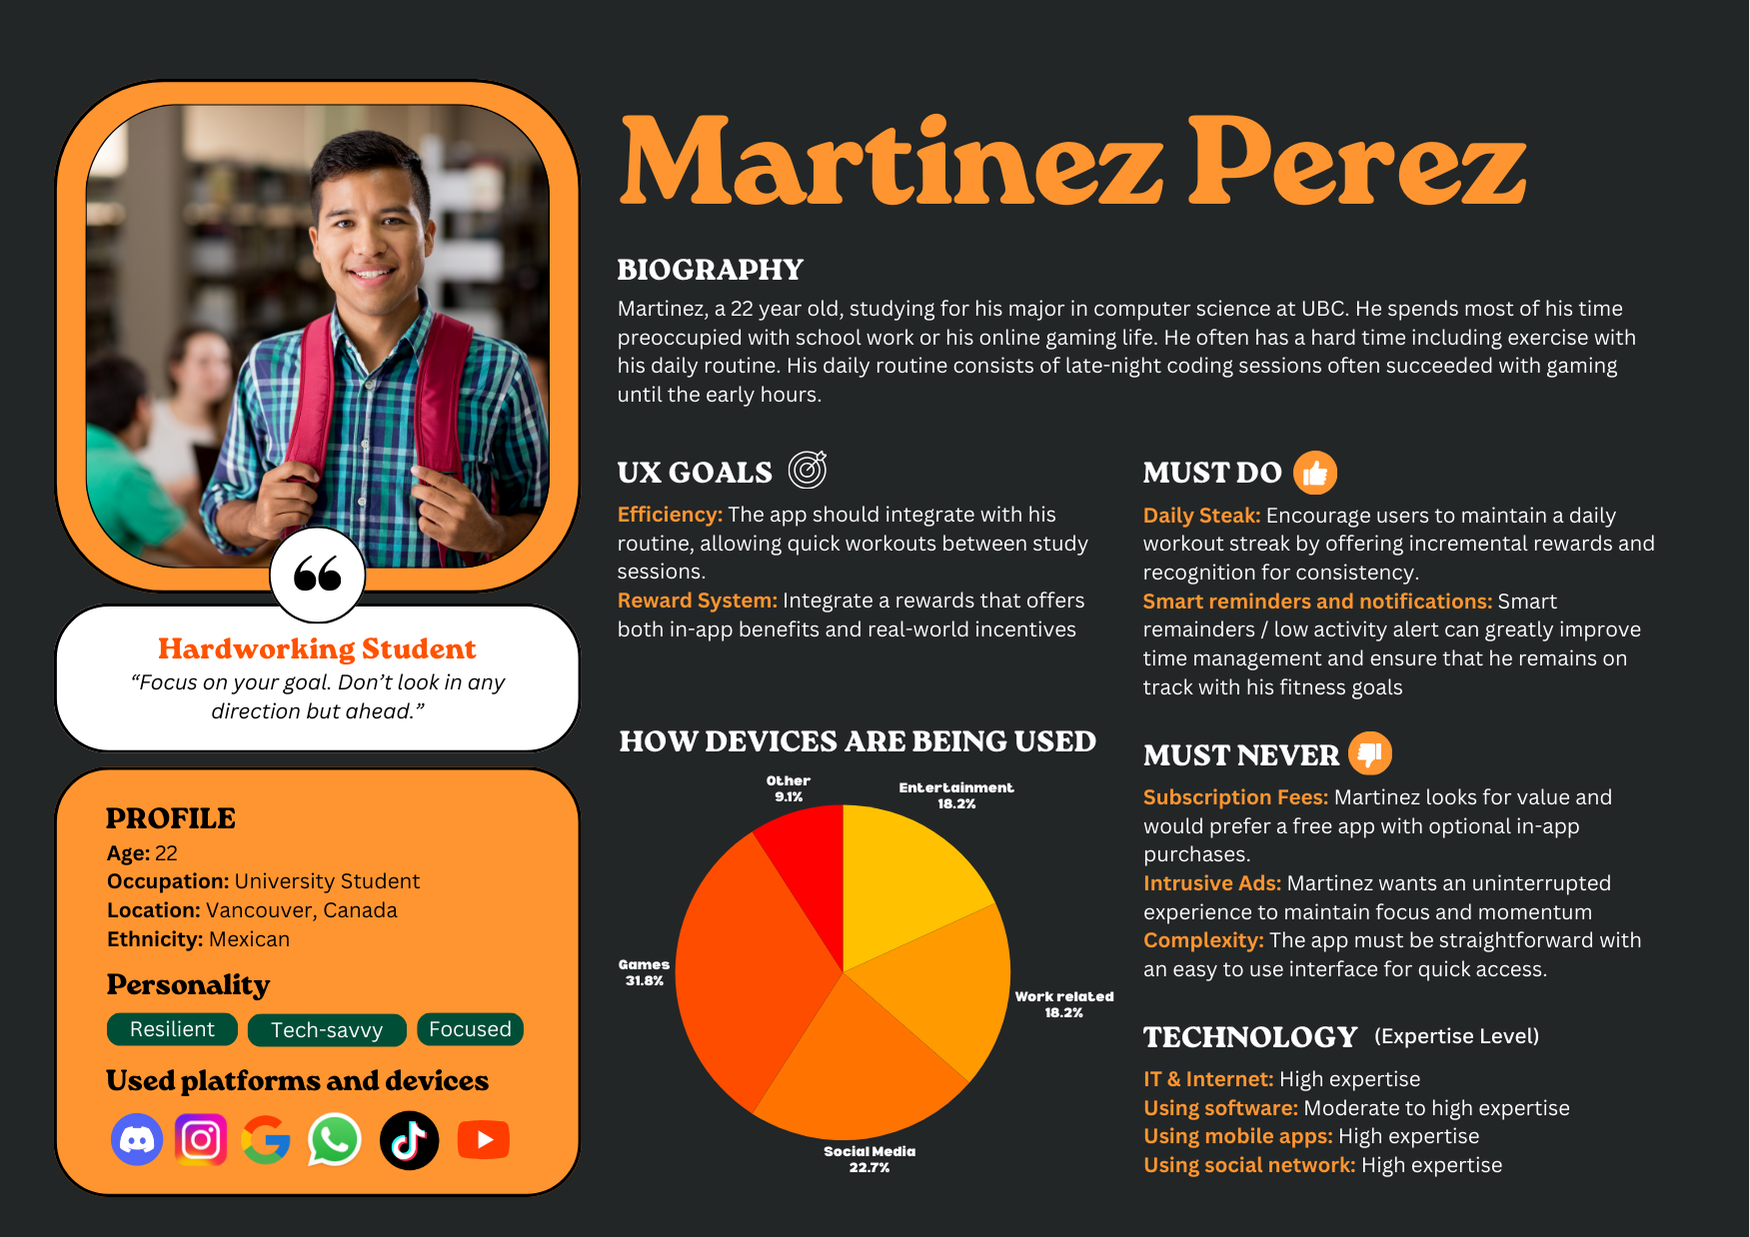 Martinez Perez
BIOGRAPHY
Martinez, a 22 year old, studying for his major in computer science at UBC. He spends most of his time
preoccupied with school work or his online gaming life. He often has a hard time including exercise with
his daily routine. His daily routine consists of late-night coding sessions often succeeded with gaming
until the early hours.
“
Hardworking Student
“Focus on your goal. Don’t look in any
direction but ahead.”
PROFILE
Age: 22
Occupation: University Student
Location: Vancouver, Canada
Ethnicity: Mexican
Personality
Resilient Tech-savvy Focused
Used platforms and devices
UX GOALS
Efficiency: The app should integrate with his
routine, allowing quick workouts between study
sessions.
Reward System: Integrate a rewards that offers
both in-app benefits and real-world incentives
HOW DEVICES ARE BEING USED
Other
9.1%
Entertainment
18.2%
Games
31.8%
Work related
18.2%
Social Media
22.7%
MUST DO
Daily Steak: Encourage users to maintain a daily
workout streak by offering incremental rewards and
recognition for consistency.
Smart reminders and notifications: Smart
remainders / low activity alert can greatly improve
time management and ensure that he remains on
track with his fitness goals
MUST NEVER
Subscription Fees: Martinez looks for value and
would prefer a free app with optional in-app
purchases.
Intrusive Ads: Martinez wants an uninterrupted
experience to maintain focus and momentum
Complexity: The app must be straightforward with
an easy to use interface for quick access.
TECHNOLOGY (Expertise Level)
IT & Internet: High expertise
Using software: Moderate to high expertise
Using mobile apps: High expertise
Using social network: High expertise